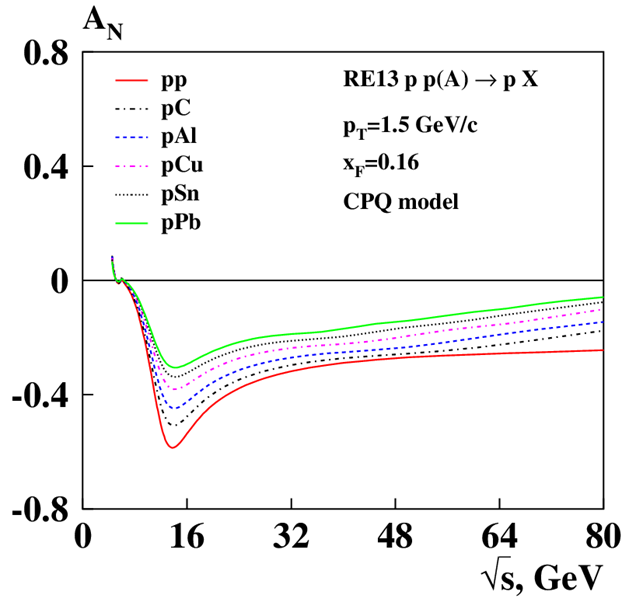 A_N
0.8
0.4
0
-0.4
-0.8
pp
pC
pAl
pCu
pSn
pPb
RE13 p p(A) → p X
p_T=1.5 GeV/c
x_F=0.16
CPQ model
0 16 32 48 64 80
√s, GeV